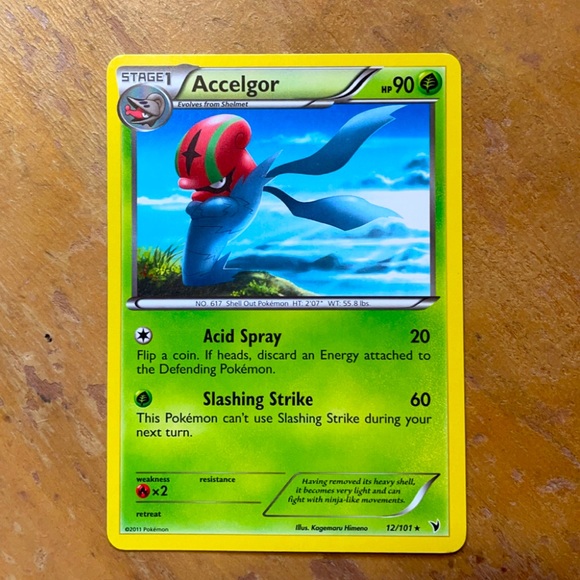 STAGE1 Accelgor HP90
Evolves from Shelmet
NO. 617 Shell Out Pokémon HT: 2'07" WT: 55.8 lbs.
Acid Spray 20
Flip a coin. If heads, discard an Energy attached to
the Defending Pokémon.
Slashing Strike 60
This Pokémon can't use Slashing Strike during your
next turn.
weakness resistance
×2
retreat
Having removed its heavy shell,
it becomes very light and can
fight with ninja-like movements.
©2011 Pokémon Illus. Kagemaru Himeno 12/101 ★